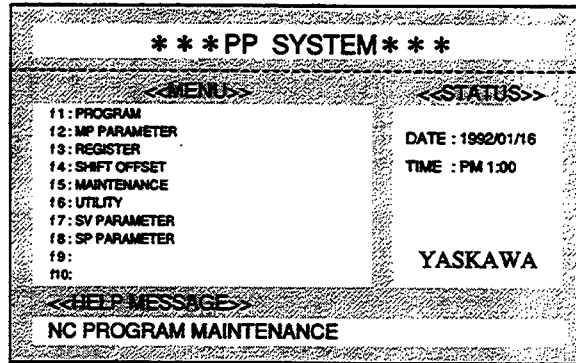 ***PP SYSTEM***
<<MENU>>
f1: PROGRAM
f2: MP PARAMETER
f3: REGISTER
f4: SHIFT OFFSET
f5: MAINTENANCE
f6: UTILITY
f7: SV PARAMETER
f8: SP PARAMETER
f9:
f10:
<<STATUS>>
DATE : 1992/01/16
TIME : PM 1:00
YASKAWA
<<HELP MESSAGE>>
NC PROGRAM MAINTENANCE